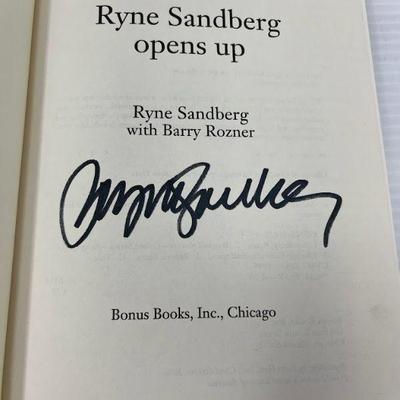 Ryne Sandberg
opens up
Ryne Sandberg
with Barry Rozner
Bonus Books, Inc., Chicago